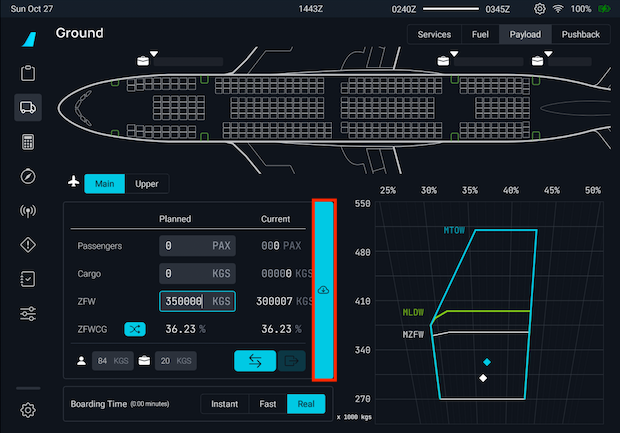 Sun Oct 27 1443Z 0240Z 0345Z 100%
Ground Services Fuel Payload Pushback
Main Upper
Planned Current
Passengers 0 PAX 000 PAX
Cargo 0 KGS 00000 KGS
ZFW 350000 KGS 300007 KGS
ZFWCG 36.23 % 36.23 %
84 KGS 20 KGS
Boarding Time (0:00 minutes) Instant Fast Real
25% 30% 35% 40% 45% 50%
550
MTOW
480
410
MLDW
MZFW
340
270
x 1000 kgs